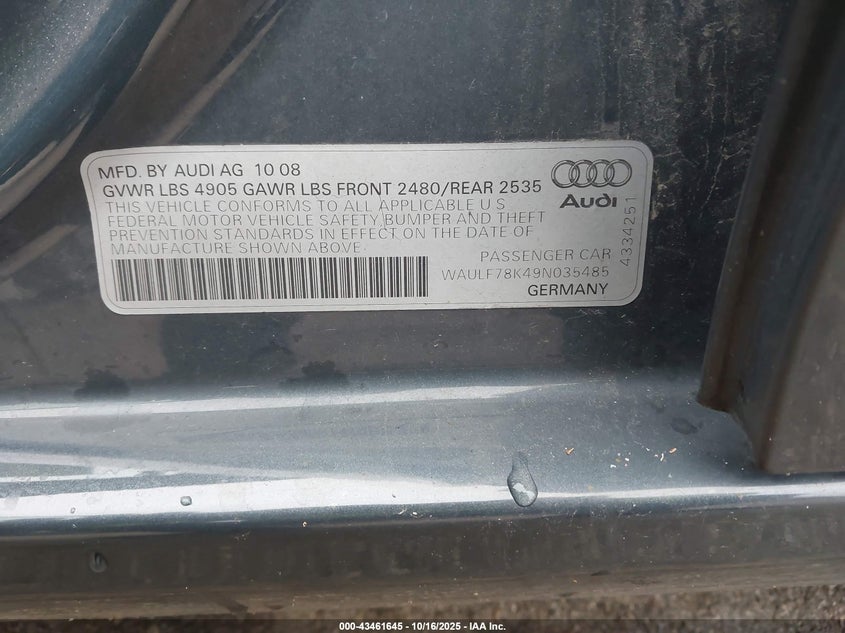 MFD. BY AUDI AG 10 08
GVWR LBS 4905 GAWR LBS FRONT 2480/REAR 2535
THIS VEHICLE CONFORMS TO ALL APPLICABLE U S
FEDERAL MOTOR VEHICLE SAFETY, BUMPER AND THEFT
PREVENTION STANDARDS IN EFFECT ON THE DATE OF
MANUFACTURE SHOWN ABOVE
Audi
4334251
PASSENGER CAR
WAULF78K49N035485
GERMANY
000-43461645 - 10/16/2025 - IAA Inc.